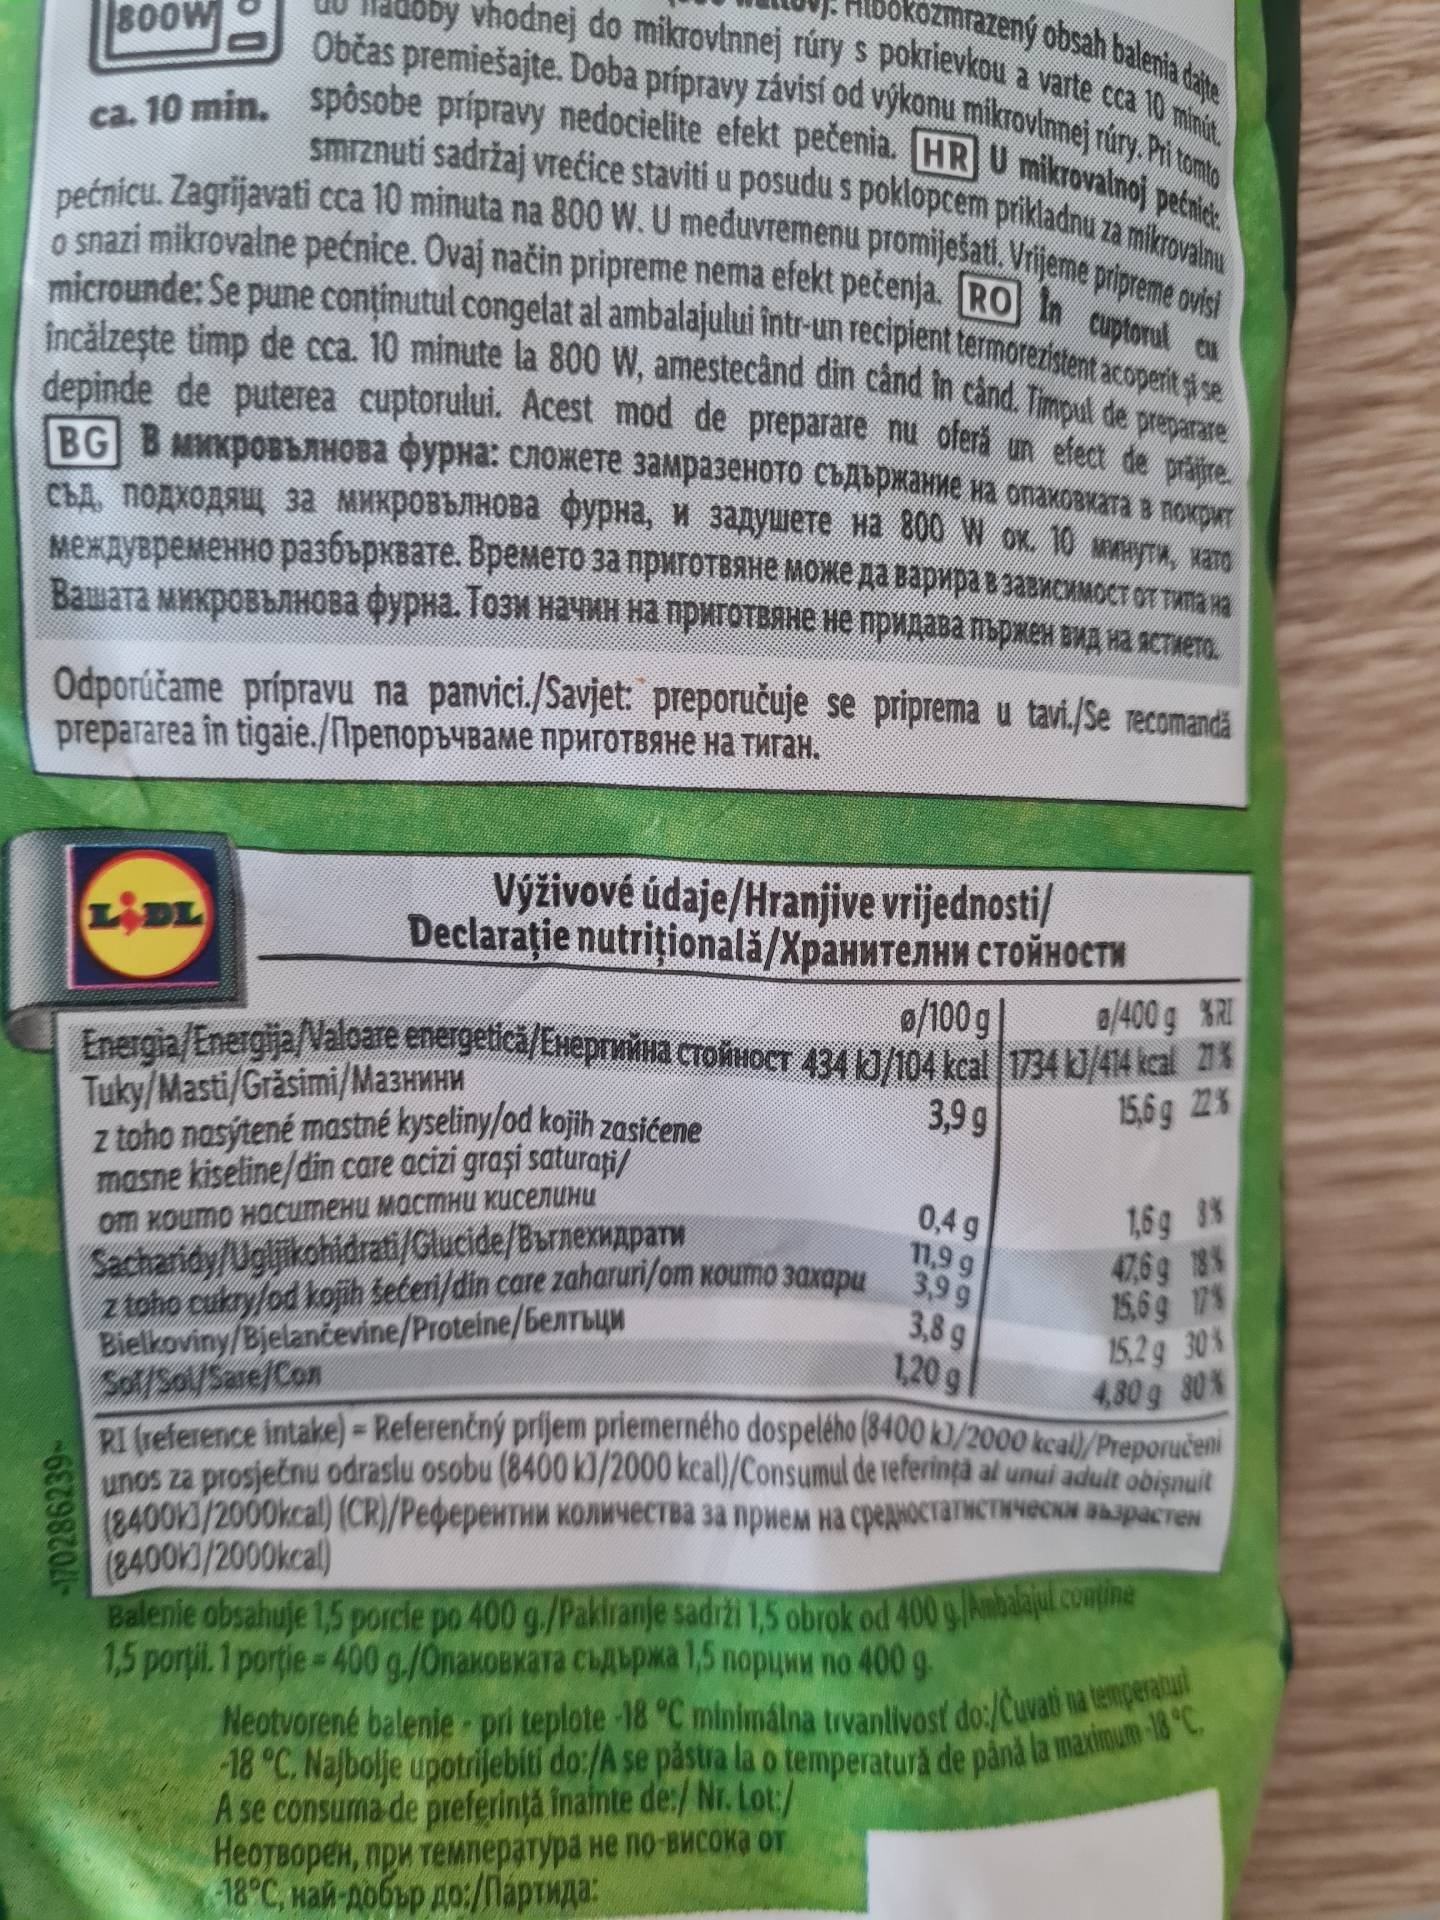 800W
Hlbokozmrazený obsah balenia dajte
do nádoby vhodnej do mikrovlnnej rúry s pokrievkou a varte cca 10 minút.
Občas premiešajte. Doba prípravy závisí od výkonu mikrovlnnej rúry. Pri tomto
ca. 10 min. spôsobe prípravy nedocielite efekt pečenia. HR U mikrovalnoj pećnici:
smrznuti sadržaj vrećice staviti u posudu s poklopcem prikladnu za mikrovalnu
pećnicu. Zagrijavati cca 10 minuta na 800 W. U međuvremenu promiješati. Vrijeme pripreme ovisi
o snazi mikrovalne pećnice. Ovaj način pripreme nema efekt pečenja. RO În cuptorul cu
microunde: Se pune conținutul congelat al ambalajului într-un recipient termorezistent acoperit și se
încălzește timp de cca. 10 minute la 800 W, amestecând din când în când. Timpul de preparare
depinde de puterea cuptorului. Acest mod de preparare nu oferă un efect de prăjire.
BG В микровълнова фурна: сложете замразеното съдържание на опаковката в покрит
съд, подходящ за микровълнова фурна, и задушете на 800 W ок. 10 минути, като
междувременно разбърквате. Времето за приготвяне може да варира в зависимост от типа на
Вашата микровълнова фурна. Този начин на приготвяне не придава пържен вид на ястието.
Odporúčame prípravu na panvici./Savjet: preporučuje se priprema u tavi./Se recomandă
prepararea în tigaie./Препоръчваме приготвяне на тиган.
LIDL
Výživové údaje/Hranjive vrijednosti/
Declarație nutrițională/Хранителни стойности
ø/100 g ø/400 g %RI
Energia/Energija/Valoare energetică/Енергийна стойност 434 kJ/104 kcal 1734 kJ/414 kcal 21%
Tuky/Masti/Grăsimi/Мазнини 3,9 g 15,6 g 22%
z toho nasýtené mastné kyseliny/od kojih zasićene
masne kiseline/din care acizi grași saturați/
от които наситени мастни киселини 0,4 g 1,6 g 8%
Sacharidy/Ugljikohidrati/Glucide/Въглехидрати 11,9 g 47,6 g 18%
z toho cukry/od kojih šećeri/din care zaharuri/от които захари 3,9 g 15,6 g 17%
Bielkoviny/Bjelančevine/Proteine/Белтъци 3,8 g 15,2 g 30%
Soľ/Sol/Sare/Сол 1,20 g 4,80 g 80%
RI (reference intake) = Referenčný príjem priemerného dospelého (8400 kJ/2000 kcal)/Preporučeni
unos za prosječnu odraslu osobu (8400 kJ/2000 kcal)/Consumul de referință al unui adult obișnuit
(8400kJ/2000kcal) (CR)/Референтни количества за прием на средностатистически възрастен
(8400kJ/2000kcal)
-1702866239-
Balenie obsahuje 1,5 porcie po 400 g./Pakiranje sadrži 1,5 obrok od 400 g./Ambalajul conține
1,5 porții. 1 porție = 400 g./Опаковката съдържа 1,5 порции по 400 g.
Neotvorené balenie - pri teplote -18 °C minimálna trvanlivosť do:/Čuvati na temperaturi
-18 °C. Najbolje upotrijebiti do:/A se păstra la o temperatură de până la maximum -18 °C.
A se consuma de preferință înainte de:/ Nr. Lot:/
Неотворен, при температура не по-висока от
-18°C, най-добър до:/Партида: